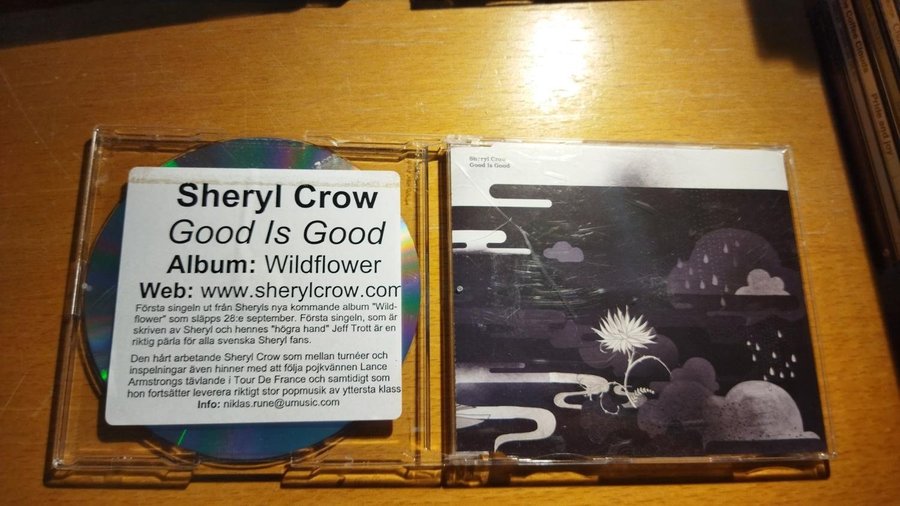 Sheryl Crow
Good Is Good
Album: Wildflower
Web: www.sherylcrow.com
Första singeln ut från Sheryls nya kommande album "Wild-
flower" som släpps 28:e september. Första singeln, som är
skriven av Sheryl och hennes "högra hand" Jeff Trott är en
riktig pärla för alla svenska Sheryl fans.
Den hårt arbetande Sheryl Crow som mellan turnéer och
inspelningar även hinner med att följa pojkvännen Lance
Armstrongs tävlande i Tour De France och samtidigt som
hon fortsätter leverera riktigt stor popmusik av yttersta klass
Info: niklas.rune@umusic.com
Sheryl Crow
Good Is Good
Pride and Joy